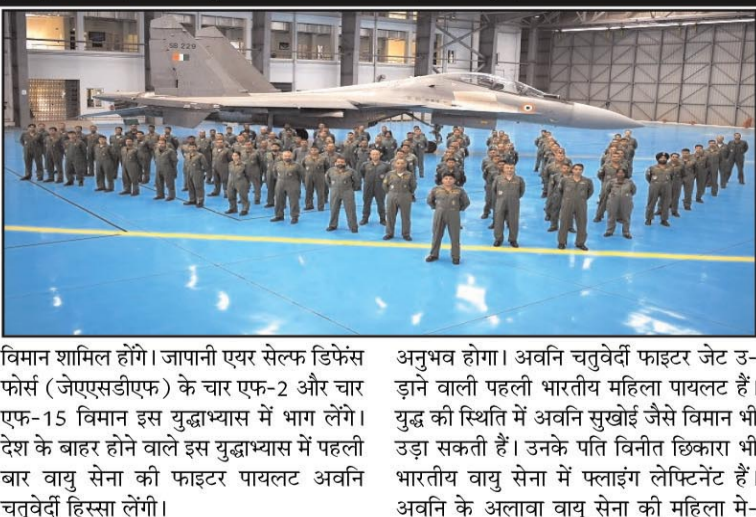 SB 229
विमान शामिल होंगे। जापानी एयर सेल्फ डिफेंस
फोर्स (जेएएसडीएफ) के चार एफ-2 और चार
एफ-15 विमान इस युद्धाभ्यास में भाग लेंगे।
देश के बाहर होने वाले इस युद्धाभ्यास में पहली
बार वायु सेना की फाइटर पायलट अवनि
चतुवेर्दी हिस्सा लेंगी।
अनुभव होगा। अवनि चतुवेर्दी फाइटर जेट उ-
ड़ाने वाली पहली भारतीय महिला पायलट हैं।
युद्ध की स्थिति में अवनि सुखोई जैसे विमान भी
उड़ा सकती हैं। उनके पति विनीत छिकारा भी
भारतीय वायु सेना में फ्लाइंग लेफ्टिनेंट हैं।
अवनि के अलावा वायु सेना की महिला मे-